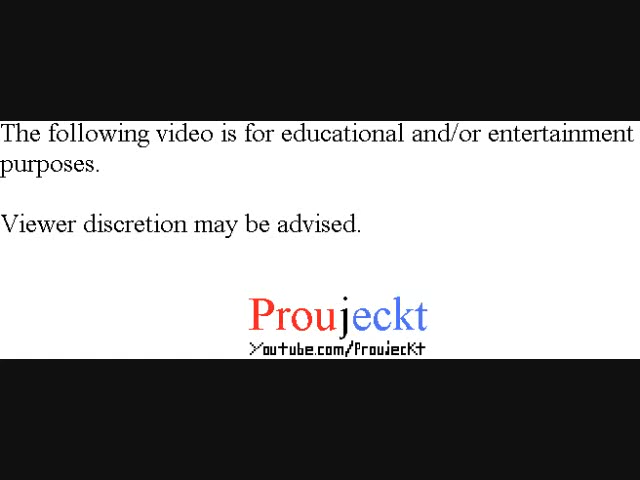 The following video is for educational and/or entertainment
purposes.
Viewer discretion may be advised.
Proujeckt
Youtube.com/ProujecKt